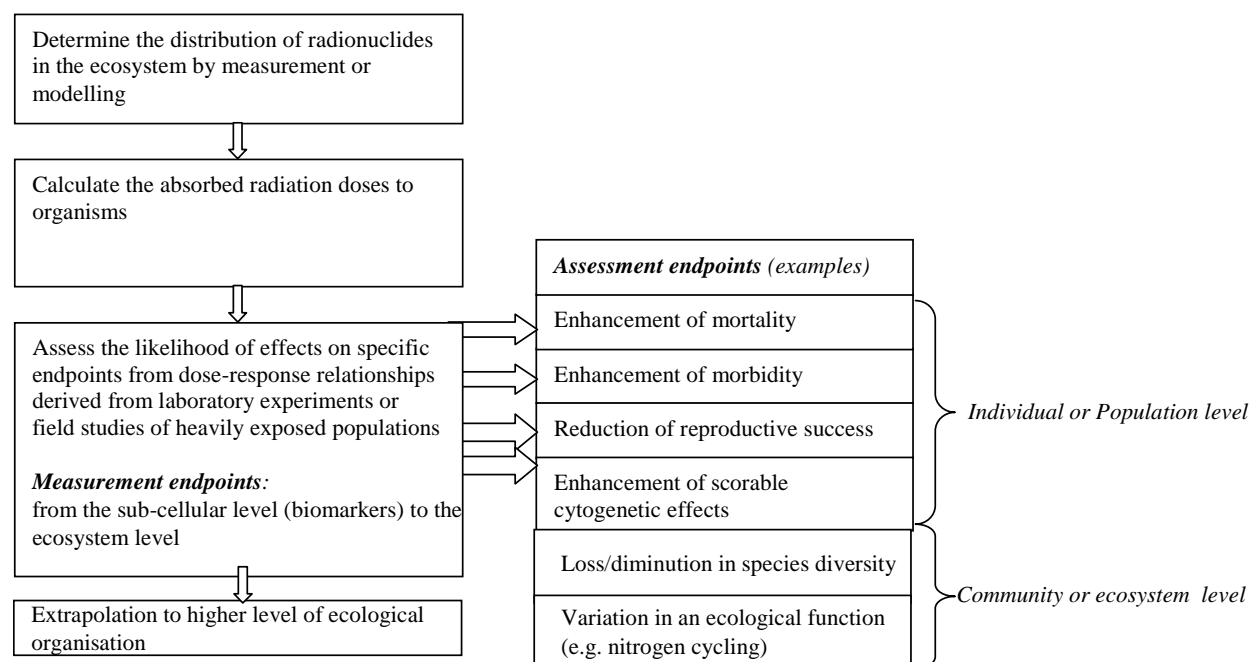 Determine the distribution of radionuclides
in the ecosystem by measurement or
modelling
Calculate the absorbed radiation doses to
organisms
Assess the likelihood of effects on specific
endpoints from dose-response relationships
derived from laboratory experiments or
field studies of heavily exposed populations
Measurement endpoints:
from the sub-cellular level (biomarkers) to the
ecosystem level
Extrapolation to higher level of ecological
organisation
Assessment endpoints (examples)
Enhancement of mortality
Enhancement of morbidity
Reduction of reproductive success
Enhancement of scorable
cytogenetic effects
Loss/diminution in species diversity
Variation in an ecological function
(e.g. nitrogen cycling)
Individual or Population level
Community or ecosystem level